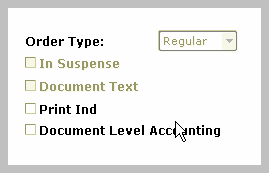 Order Type: Regular
In Suspense
Document Text
Print Ind
Document Level Accounting